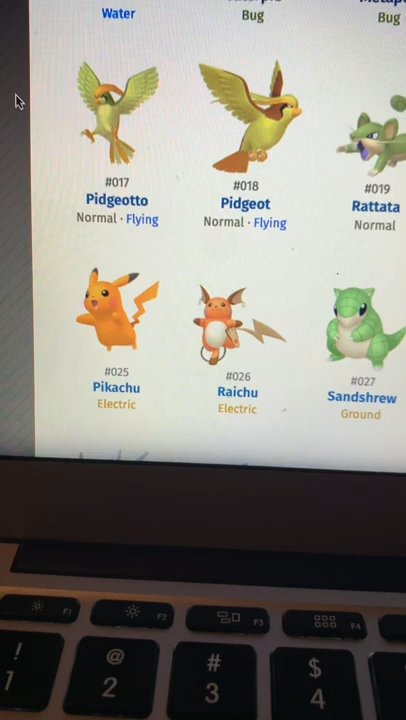 Water
Bug
Bug
#017
Pidgeotto
Normal · Flying
#018
Pidgeot
Normal · Flying
#019
Rattata
Normal
#025
Pikachu
Electric
#026
Raichu
Electric
#027
Sandshrew
Ground
F1
F2
F3
F4
!
1
@
2
#
3
$
4